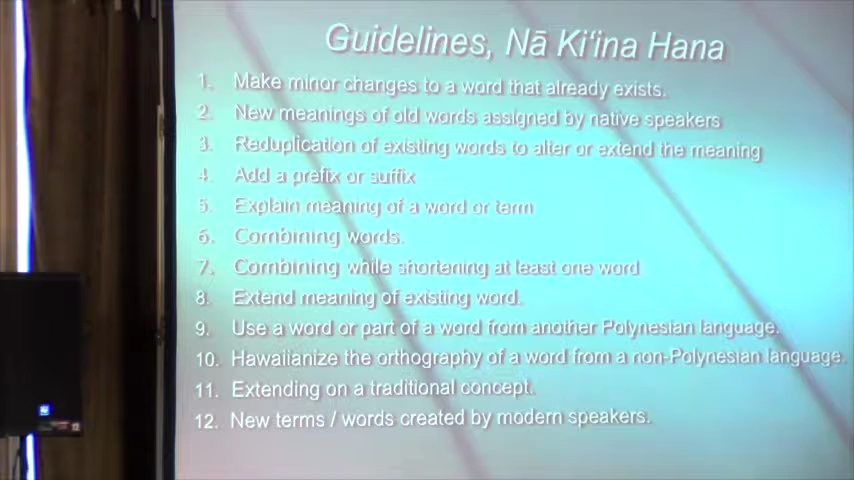 Guidelines, Nā Ki‘ina Hana
1. Make minor changes to a word that already exists.
2. New meanings of old words assigned by native speakers
3. Reduplication of existing words to alter or extend the meaning
4. Add a prefix or suffix
5. Explain meaning of a word or term
6. Combining words.
7. Combining while shortening at least one word
8. Extend meaning of existing word.
9. Use a word or part of a word from another Polynesian language.
10. Hawaiianize the orthography of a word from a non-Polynesian language.
11. Extending on a traditional concept.
12. New terms / words created by modern speakers.